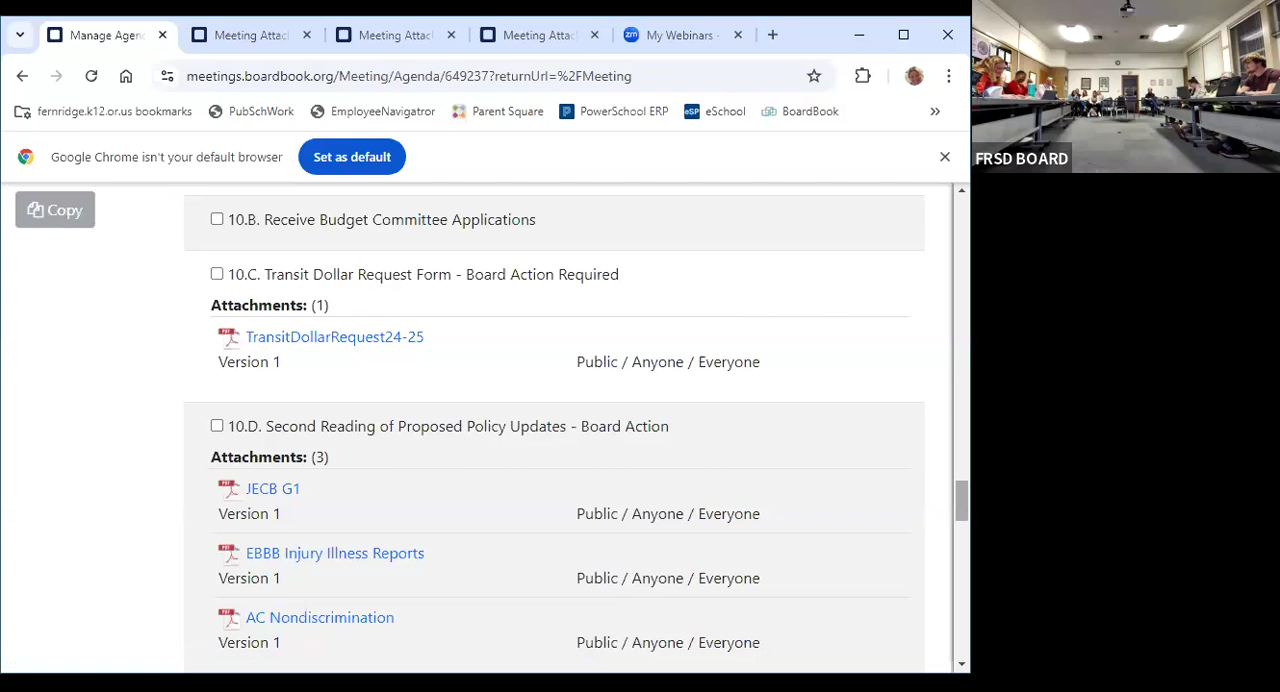 Manage Agen
Meeting Attac
Meeting Attac
Meeting Attac
zm My Webinars -
meetings.boardbook.org/Meeting/Agenda/649237?returnUrl=%2FMeeting
fernridge.k12.or.us bookmarks
PubSchWork
EmployeeNavigator
Parent Square
PowerSchool ERP
eSP eSchool
BoardBook
»
Google Chrome isn't your default browser
Set as default
FRSD BOARD
Copy
10.B. Receive Budget Committee Applications
10.C. Transit Dollar Request Form - Board Action Required
Attachments: (1)
TransitDollarRequest24-25
Version 1 Public / Anyone / Everyone
10.D. Second Reading of Proposed Policy Updates - Board Action
Attachments: (3)
JECB G1
Version 1 Public / Anyone / Everyone
EBBB Injury Illness Reports
Version 1 Public / Anyone / Everyone
AC Nondiscrimination
Version 1 Public / Anyone / Everyone